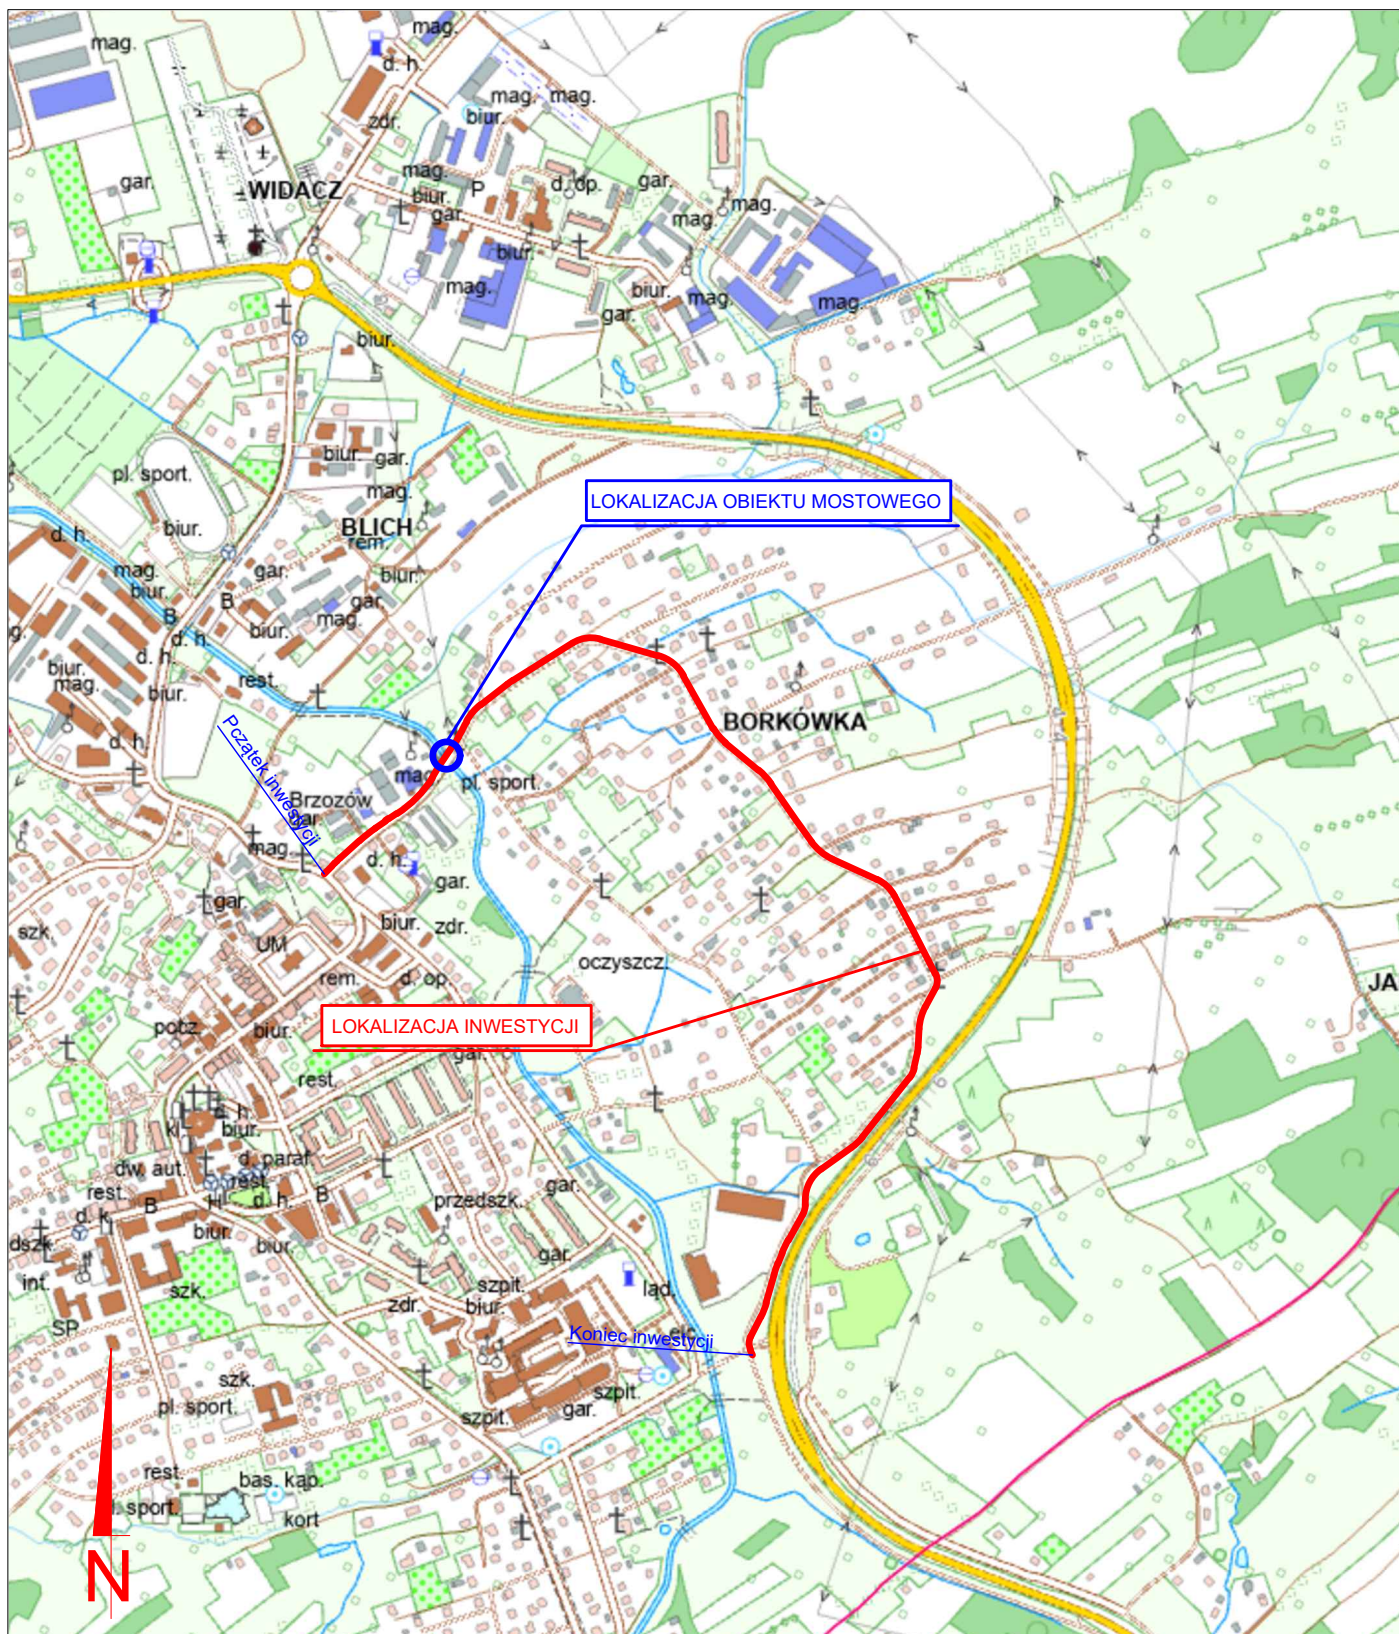 mag.
mag.
d. h.
mag.
mag.
biur.
zdr.
gar.
WIDACZ
mag.
P
d. op.
gar.
biur.
gar.
mag.
mag.
biur.
mag.
biur.
mag.
mag.
gar.
biur.
pl. sport.
biur.
gar.
mag.
LOKALIZACJA OBIEKTU MOSTOWEGO
BLICH
d. h.
biur.
rem.
mag.
gar.
biur.
biur.
B
B
gar.
mag.
d. h.
biur.
d. h.
biur.
mag.
biur.
rest.
BORKÓWKA
Początek inwestycji
d. h.
mag.
pl. sport.
Brzozów
gar.
mag.
d. h.
gar.
gar.
szk.
biur.
zdr.
UM
oczyszcz.
rem.
d. op.
JA
LOKALIZACJA INWESTYCJI
pocz.
biur.
gar.
rest.
d. h.
kl.
biur.
d. paraf.
dw. aut.
rest.
rest.
B
H
d. h.
B
przedszk.
gar.
d. k.
biur.
dszk.
biur.
gar.
int.
szk.
szpit.
ląd.
zdr.
biur.
SP
Koniec inwestycji
szk.
szpit.
pl. sport.
gar.
szpit.
rest.
bas. kąp.
l. sport.
kort
N